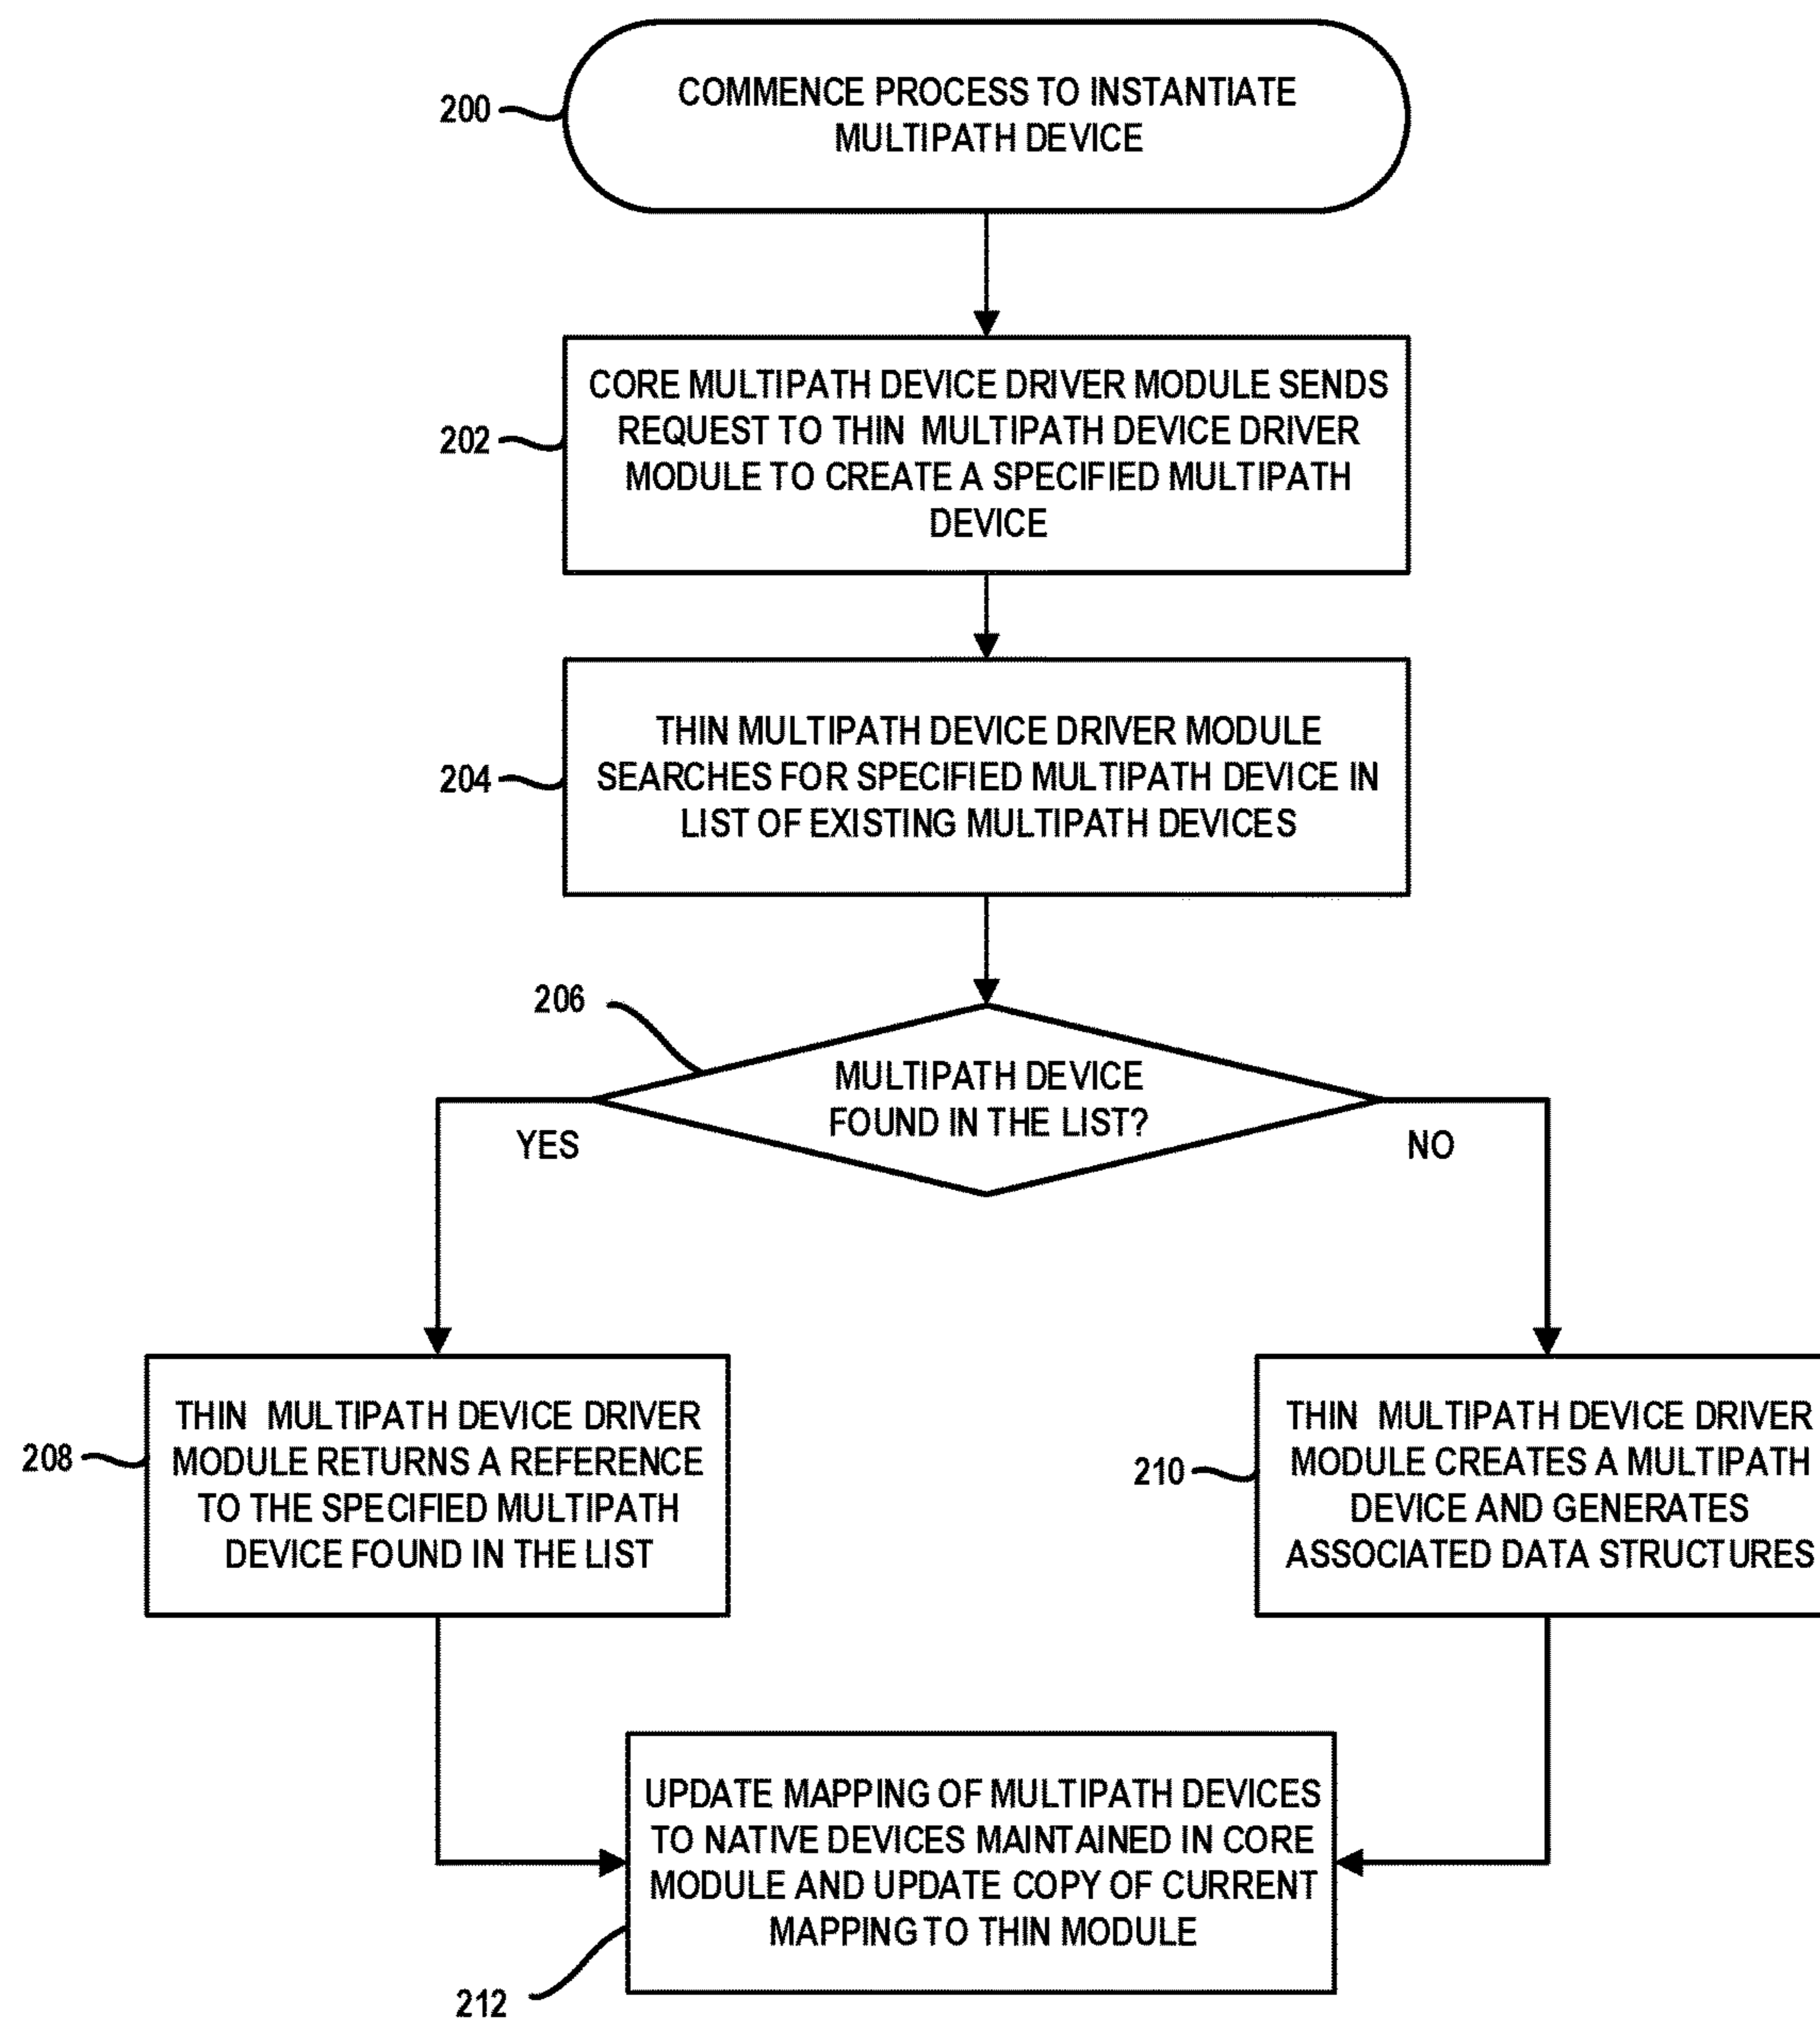 COMMENCE PROCESS TO INSTANTIATE
MULTIPATH DEVICE
200
CORE MULTIPATH DEVICE DRIVER MODULE SENDS
REQUEST TO THIN MULTIPATH DEVICE DRIVER
MODULE TO CREATE A SPECIFIED MULTIPATH
DEVICE
202
THIN MULTIPATH DEVICE DRIVER MODULE
SEARCHES FOR SPECIFIED MULTIPATH DEVICE IN
LIST OF EXISTING MULTIPATH DEVICES
204
206
MULTIPATH DEVICE
FOUND IN THE LIST?
YES
NO
THIN MULTIPATH DEVICE DRIVER
MODULE RETURNS A REFERENCE
TO THE SPECIFIED MULTIPATH
DEVICE FOUND IN THE LIST
208
THIN MULTIPATH DEVICE DRIVER
MODULE CREATES A MULTIPATH
DEVICE AND GENERATES
ASSOCIATED DATA STRUCTURES
210
UPDATE MAPPING OF MULTIPATH DEVICES
TO NATIVE DEVICES MAINTAINED IN CORE
MODULE AND UPDATE COPY OF CURRENT
MAPPING TO THIN MODULE
212